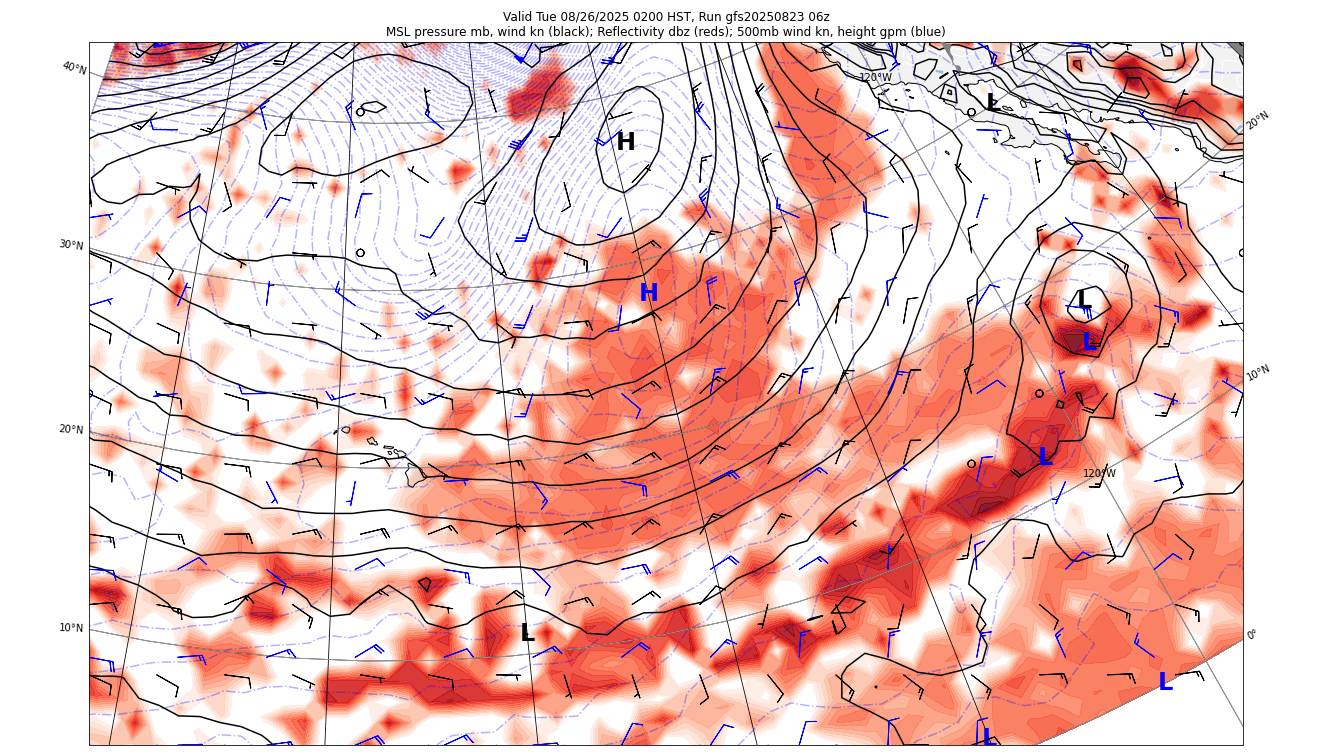 Valid Tue 08/26/2025 0200 HST, Run gfs20250823 06z
MSL pressure mb, wind kn (black); Reflectivity dbz (reds); 500mb wind kn, height gpm (blue)
40°N
120°W
L
20°N
H
30°N
H
L
L
10°N
20°N
L
120°W
10°N
L
0°
L
L